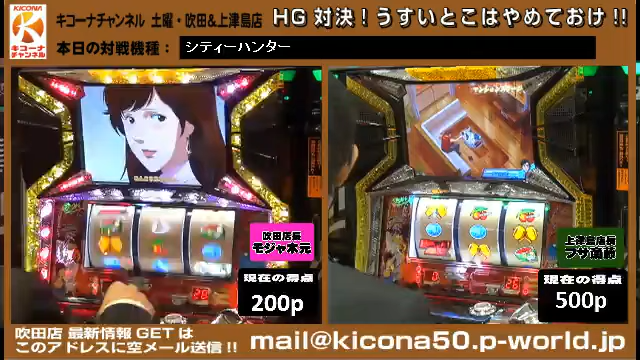 KICONA
キコーナ
チャンネル
キコーナチャンネル 土曜・吹田&上津島店 HG対決!うすいとこはやめておけ!!
本日の対戦機種: シティーハンター
吹田店長
モジャ木元
現在の得点
200p
上津島店長
現在の得点
500p
吹田店 最新情報 GETは
このアドレスに空メール送信!!
mail@kicona50.p-world.jp